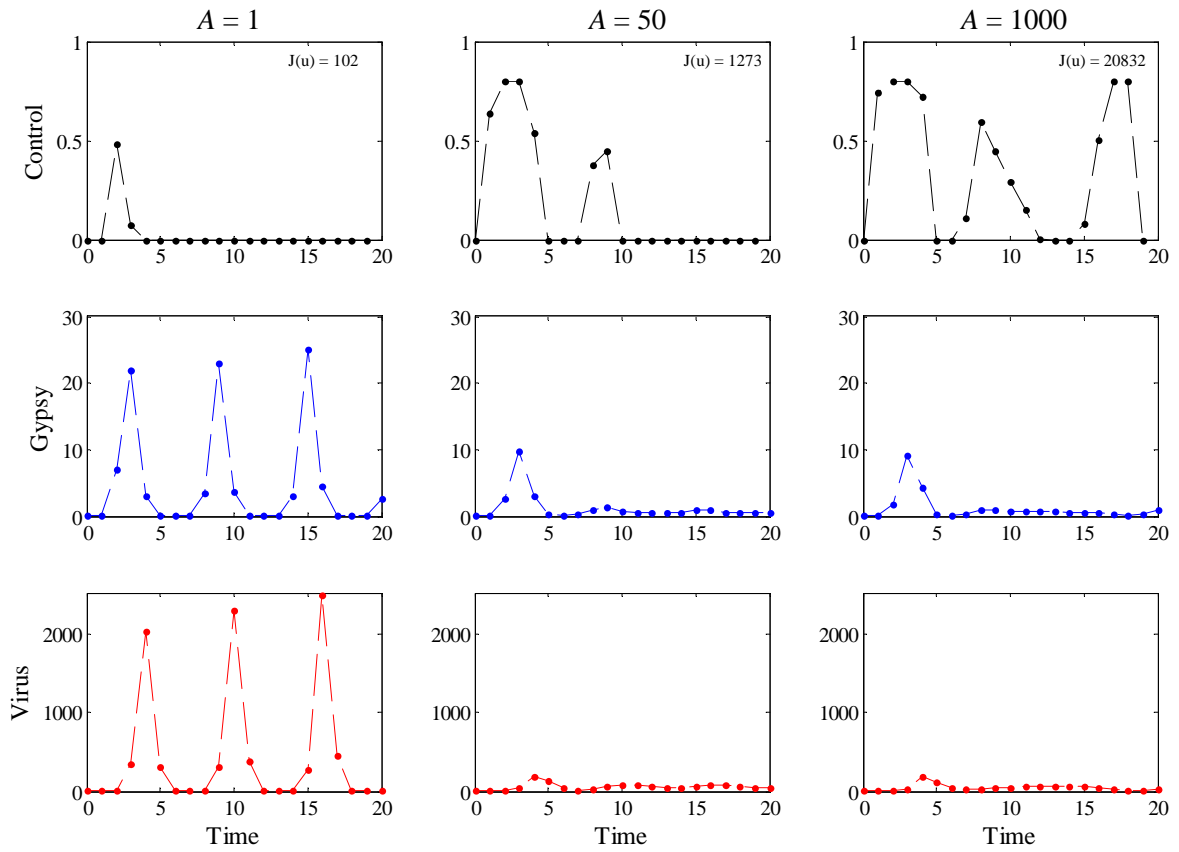 A = 1 A = 50 A = 1000
1 1 1
J(u) = 102 J(u) = 1273 J(u) = 20832
Control
0.5 0.5 0.5
0 0 0
0 5 10 15 20 0 5 10 15 20 0 5 10 15 20
30 30 30
20 20 20
Gypsy
10 10 10
0 0 0
0 5 10 15 20 0 5 10 15 20 0 5 10 15 20
2000 2000 2000
Virus
1000 1000 1000
0 0 0
0 5 10 15 20 0 5 10 15 20 0 5 10 15 20
Time Time Time